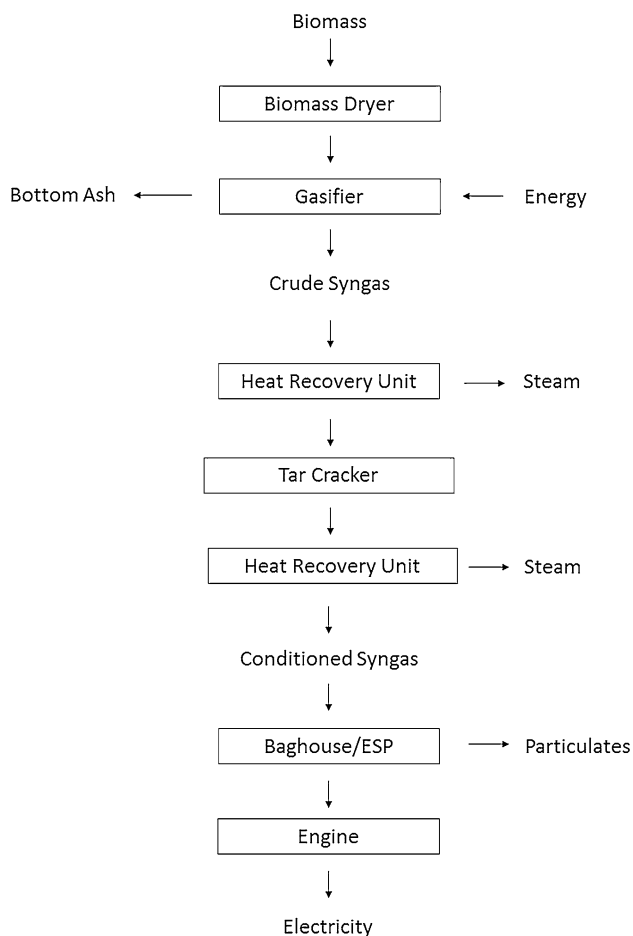 Biomass
Biomass Dryer
Bottom Ash
Gasifier
Energy
Crude Syngas
Heat Recovery Unit
Steam
Tar Cracker
Heat Recovery Unit
Steam
Conditioned Syngas
Baghouse/ESP
Particulates
Engine
Electricity